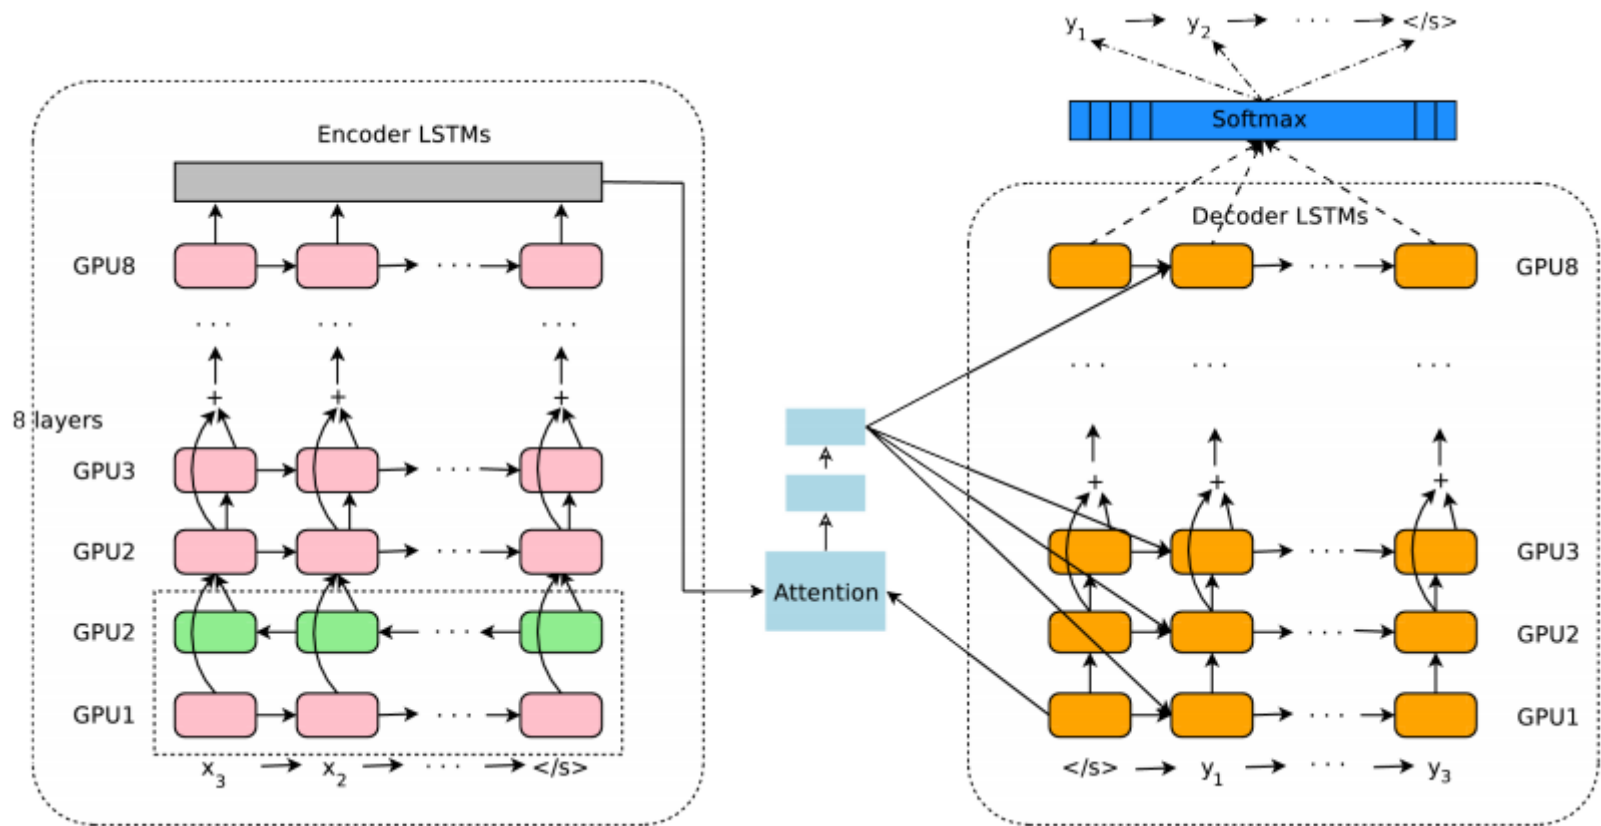 y1 y2 ··· </s>
Softmax
Encoder LSTMs
Decoder LSTMs
GPU8 ···
··· GPU8
··· ··· ···
··· ··· ···
+ + +
8 layers
GPU3 ···
+ + +
GPU2 ···
··· GPU3
Attention
GPU2 ···
··· GPU2
GPU1 ···
··· GPU1
x3 x2 ··· </s>
</s> y1 ··· y3